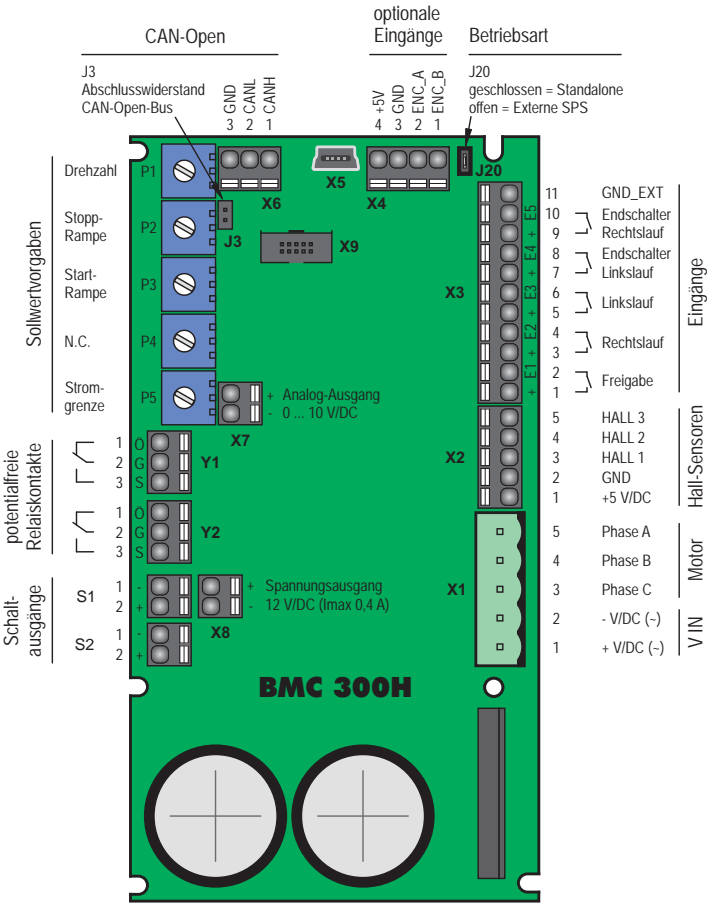 CAN-Open
optionale
Eingänge
Betriebsart
J3
Abschlusswiderstand
CAN-Open-Bus
3 GND
2 CANL
1 CANH
4 +5V
3 GND
2 ENC_A
1 ENC_B
J20
geschlossen = Standalone
offen = Externe SPS
Sollwertvorgaben
Drehzahl P1
Stopp-
Rampe P2
Start-
Rampe P3
N.C. P4
Strom-
grenze P5
X6
J3
X5
X4
J20
X9
X3
+ E1 + E2 + E3 + E4 + E5
11 GND_EXT
10 Endschalter
9 Rechtslauf
8 Endschalter
7 Linkslauf
6 Linkslauf
5
4 Rechtslauf
3
2 Freigabe
1
Eingänge
X7
+ Analog-Ausgang
- 0 ... 10 V/DC
X2
5 HALL 3
4 HALL 2
3 HALL 1
2 GND
1 +5 V/DC
Hall-Sensoren
potentialfreie
Relaiskontakte
1 Ö
2 G
3 S
Y1
1 Ö
2 G
3 S
Y2
X1
5 Phase A
4 Phase B
3 Phase C
Motor
2 - V/DC (~)
1 + V/DC (~)
V IN
Schalt-
ausgänge
S1
1 -
2 +
S2
1 -
2 +
X8
+ Spannungsausgang
- 12 V/DC (Imax 0,4 A)
BMC 300H